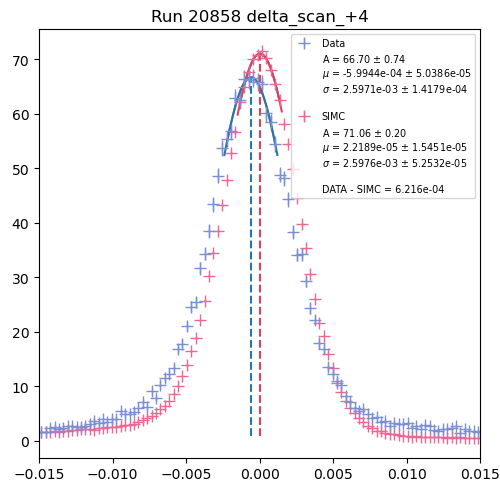 Run 20858 delta_scan_+4
Data
A = 66.70 ± 0.74
μ = -5.9944e-04 ± 5.0386e-05
σ = 2.5971e-03 ± 1.4179e-04
SIMC
A = 71.06 ± 0.20
μ = 2.2189e-05 ± 1.5451e-05
σ = 2.5976e-03 ± 5.2532e-05
DATA - SIMC = 6.216e-04
70
60
50
40
30
20
10
0
−0.015 −0.010 −0.005 0.000 0.005 0.010 0.015